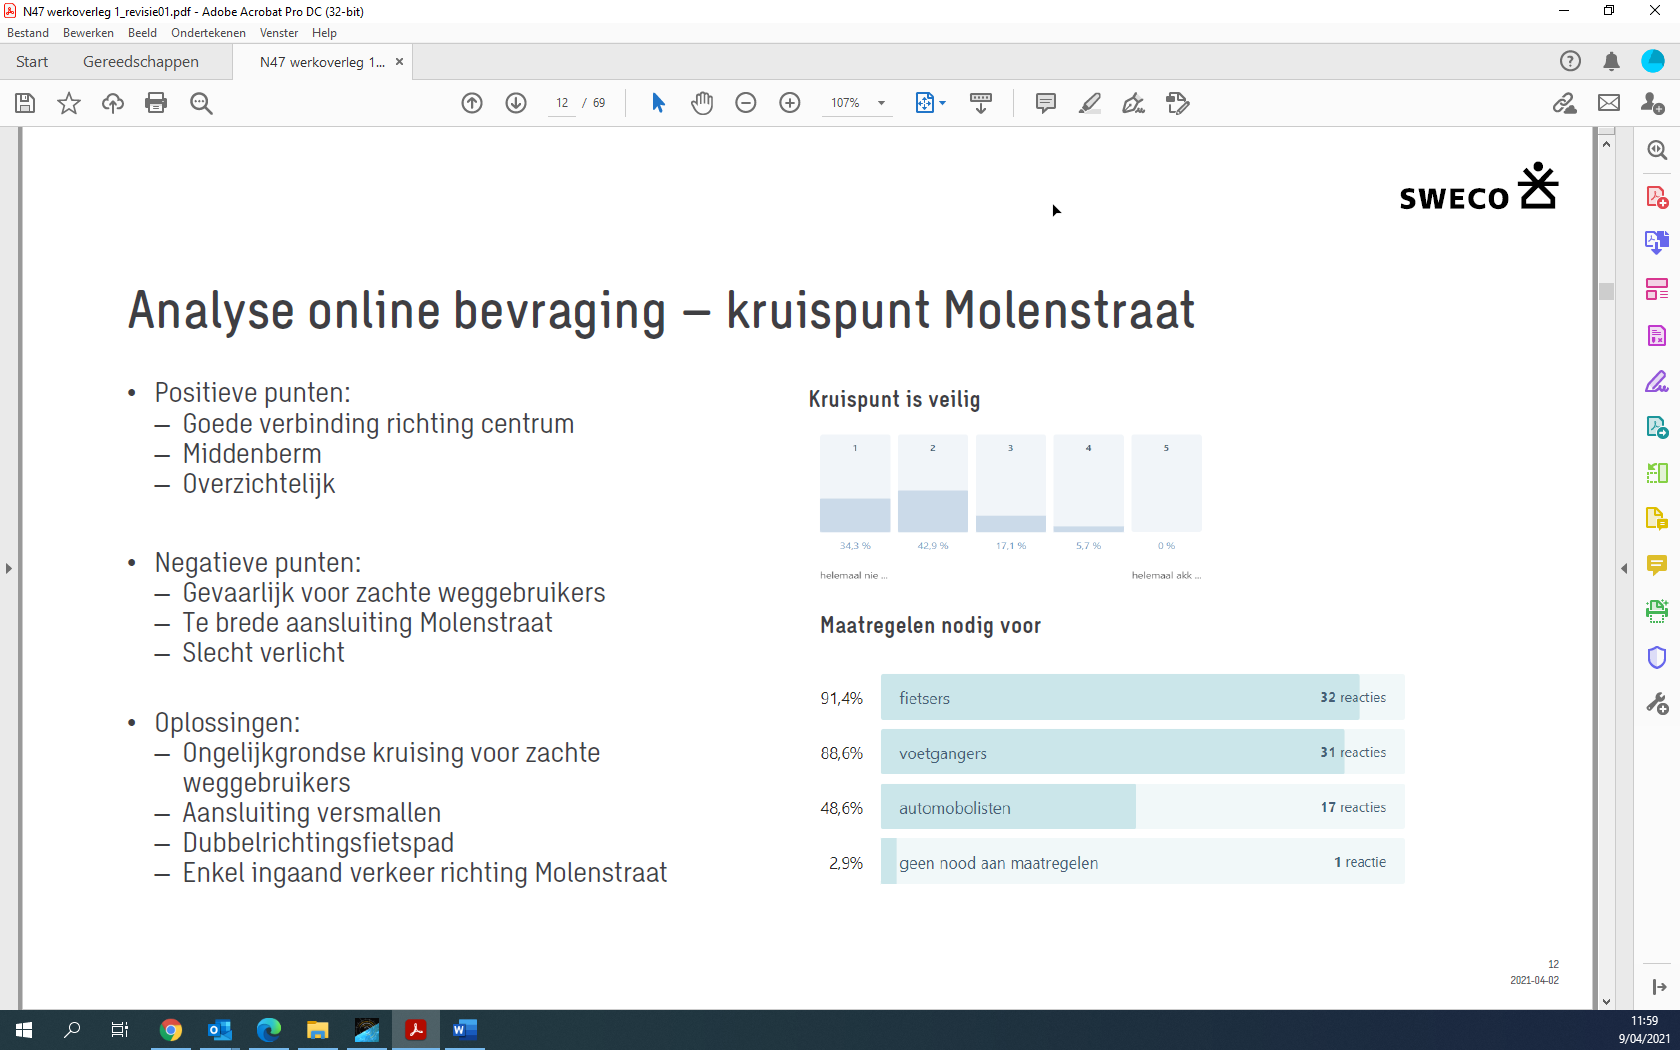 N47 werkoverleg 1_revisie01.pdf - Adobe Acrobat Pro DC (32-bit)
Bestand Bewerken Beeld Ondertekenen Venster Help
Start Gereedschappen N47 werkoverleg 1... ×
12 / 69 107%
SWECO
Analyse online bevraging – kruispunt Molenstraat
• Positieve punten:
– Goede verbinding richting centrum
– Middenberm
– Overzichtelijk
• Negatieve punten:
– Gevaarlijk voor zachte weggebruikers
– Te brede aansluiting Molenstraat
– Slecht verlicht
• Oplossingen:
– Ongelijkgrondse kruising voor zachte
weggebruikers
– Aansluiting versmallen
– Dubbelrichtingsfietspad
– Enkel ingaand verkeer richting Molenstraat
Kruispunt is veilig
1 2 3 4 5
34,3 % 42,9 % 17,1 % 5,7 % 0 %
helemaal nie ... helemaal akk ...
Maatregelen nodig voor
91,4% fietsers 32 reacties
88,6% voetgangers 31 reacties
48,6% automobolisten 17 reacties
2,9% geen nood aan maatregelen 1 reactie
12
2021-04-02
11:59
9/04/2021